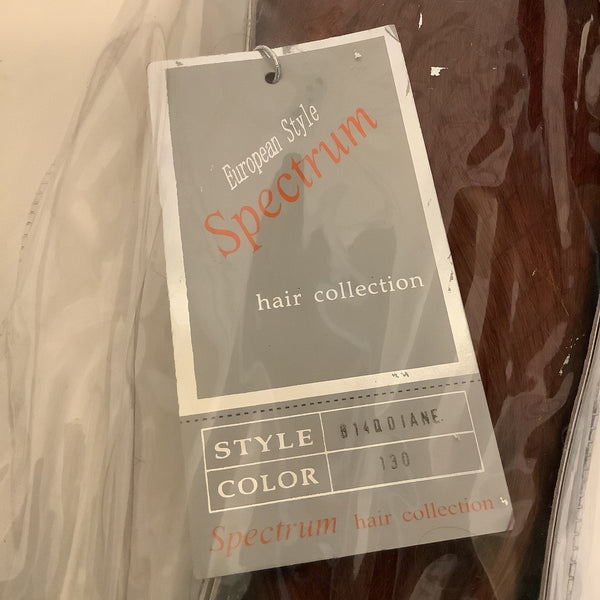 European Style
Spectrum
hair collection
STYLE B14QDIANE
COLOR 130
Spectrum hair collection